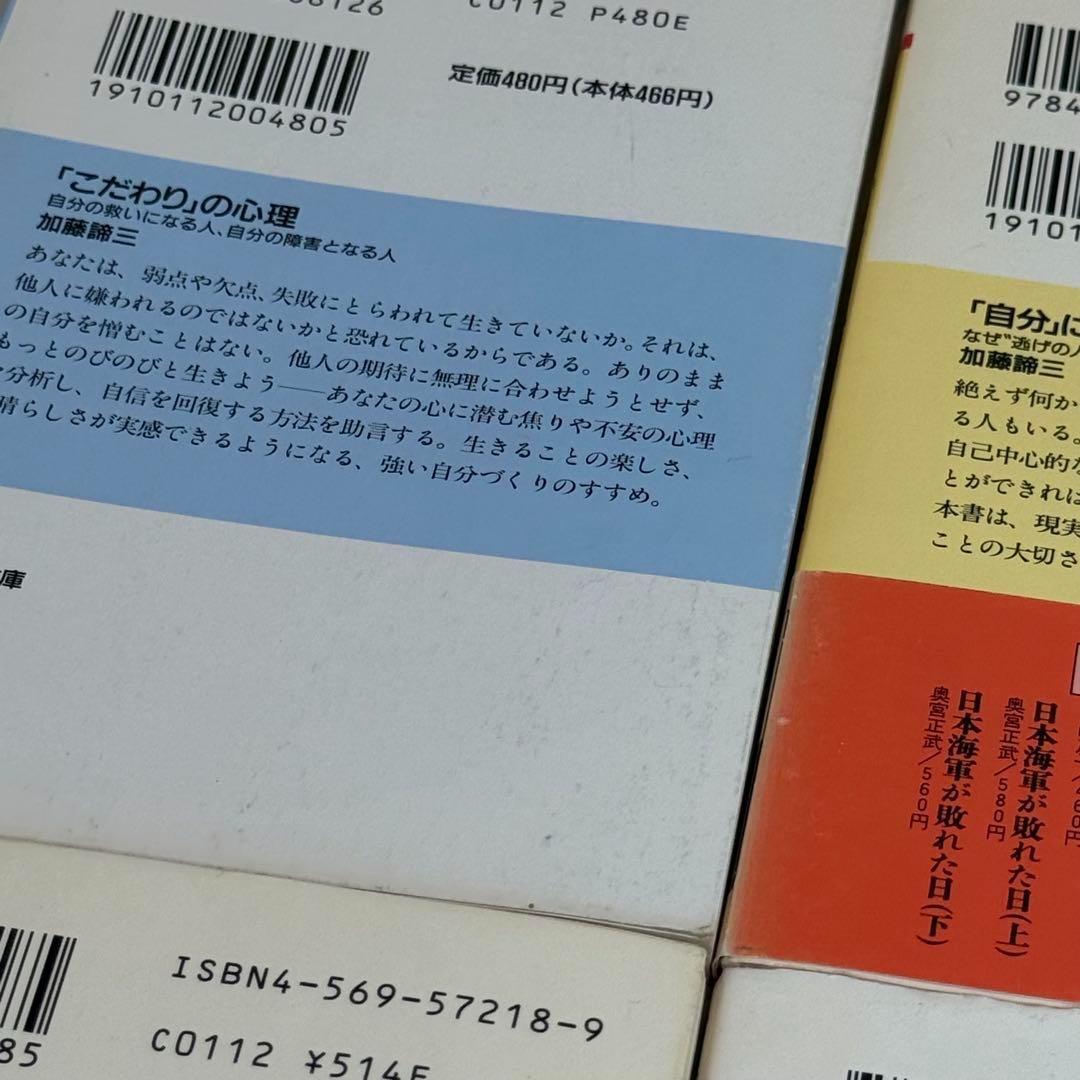 C0112 P480E
定価480円(本体466円)
1910112004805
「こだわり」の心理
自分の救いになる人、自分の障害となる人
加藤諦三
あなたは、弱点や欠点、失敗にとらわれて生きていないか。それは、
他人に嫌われるのではないかと恐れているからである。ありのまま
の自分を憎むことはない。他人の期待に無理に合わせようとせず、
もっとのびのびと生きよう──あなたの心に潜む焦りや不安の心理
分析し、自信を回復する方法を助言する。生きることの楽しさ、
晴らしさが実感できるようになる、強い自分づくりのすすめ。
庫
ISBN4-569-57218-9
C0112 ¥514E
85
9784
19101
「自分」に
なぜ〝逃げの人
加藤諦三
絶えず何か
る人もいる。
自己中心的な
とができれば
本書は、現実
ことの大切さ
日本海軍が敗れた日(上)
奥宮正武/580円
日本海軍が敗れた日(下)
奥宮正武/560円